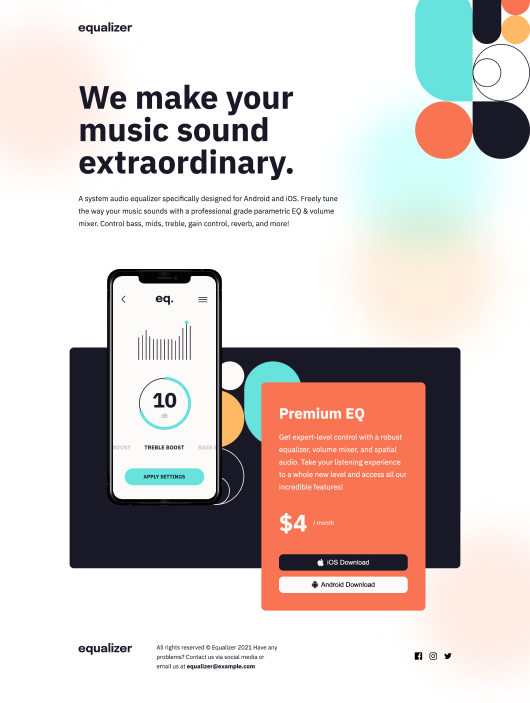 equalizer
We make your
music sound
extraordinary.
A system audio equalizer specifically designed for Android and iOS. Freely tune
the way your music sounds with a professional grade parametric EQ & volume
mixer. Control bass, mids, treble, gain control, reverb, and more!
eq.
10
dB
BOOST TREBLE BOOST BASS
APPLY SETTINGS
Premium EQ
Get expert-level control with a robust
equalizer, volume mixer, and spatial
audio. Take your listening experience
to a whole new level and access all our
incredible features!
$4 / month
iOS Download
Android Download
equalizer
All rights reserved © Equalizer 2021 Have any
problems? Contact us via social media or
email us at equalizer@example.com